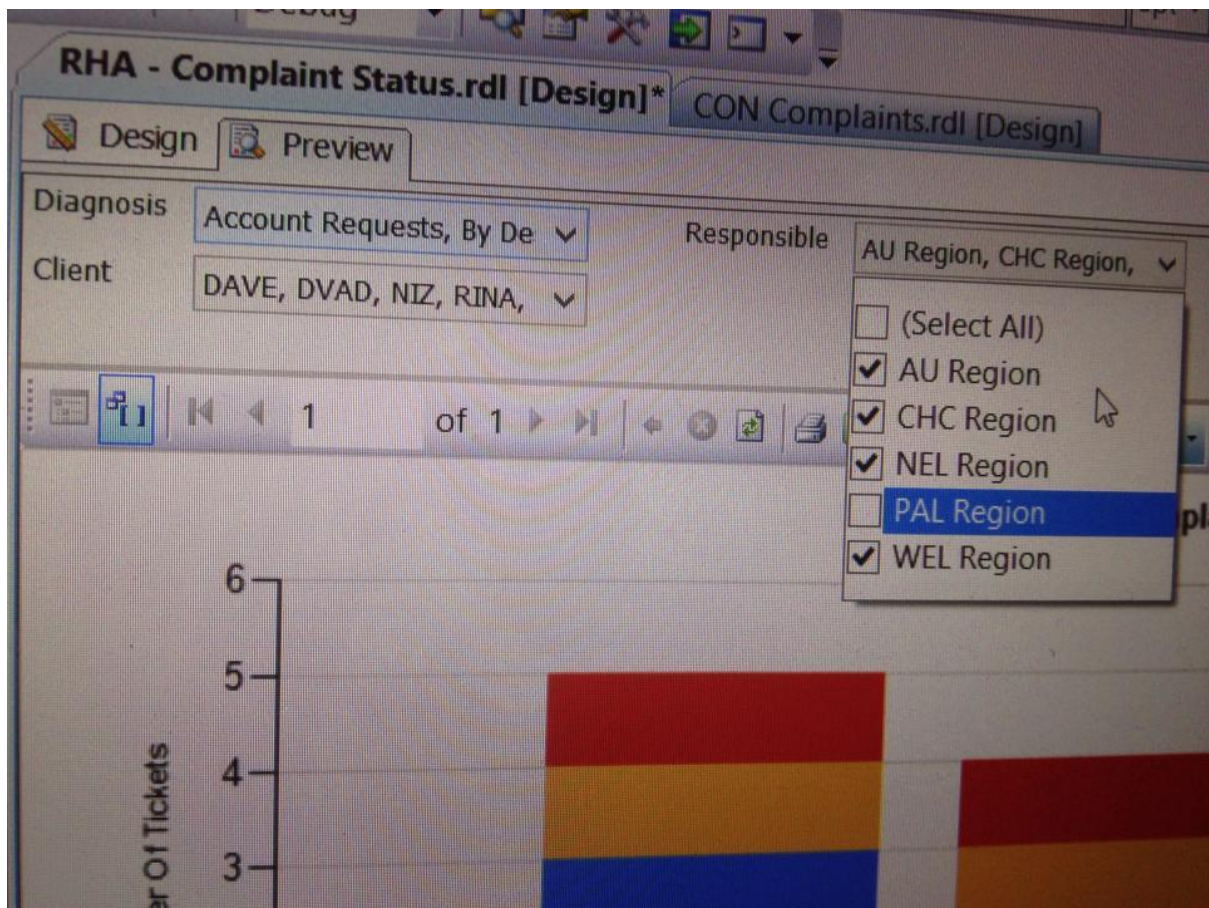 Debug
RHA - Complaint Status.rdl [Design]*
CON Complaints.rdl [Design]
Design
Preview
Diagnosis
Account Requests, By De
Responsible
AU Region, CHC Region,
Client
DAVE, DVAD, NIZ, RINA,
(Select All)
AU Region
CHC Region
NEL Region
PAL Region
WEL Region
1 of 1
6
5
4
3
Of Tickets